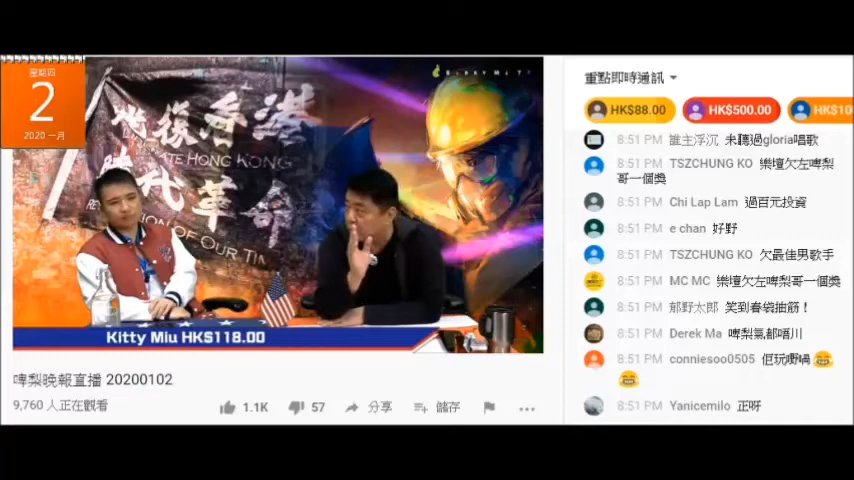 星期四
2
2020 一月
光復香港
LIBERATE HONG KONG
時代革命
REVOLUTION OF OUR TIMES
Kitty Miu HK$118.00
啤梨晚報直播 20200102
9,760 人正在觀看
1.1K
57
分享
儲存
重點即時通訊
HK$88.00
HK$500.00
HK$10
8:51 PM 誰主浮沉 未聽過gloria唱歌
8:51 PM TSZCHUNG KO 樂壇欠左啤梨
哥一個獎
8:51 PM Chi Lap Lam 過百元投資
8:51 PM e chan 好野
8:51 PM TSZCHUNG KO 欠最佳男歌手
8:51 PM MC MC 樂壇欠左啤梨哥一個獎
8:51 PM 郁野太郎 笑到春袋抽筋！
8:51 PM Derek Ma 啤梨氣都唔川
8:51 PM conniesoo0505 佢玩嘢喎😂
😂
8:51 PM Yanicemilo 正呀